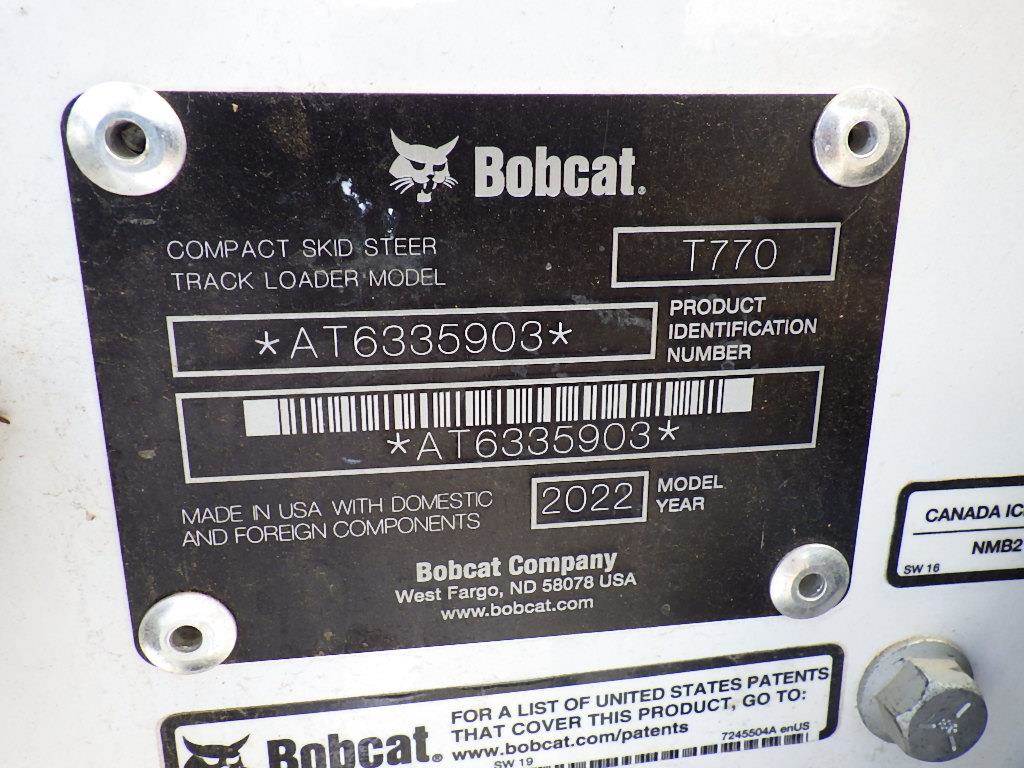 Bobcat.
COMPACT SKID STEER
TRACK LOADER MODEL
T770
*AT6335903*
PRODUCT
IDENTIFICATION
NUMBER
*AT6335903*
MADE IN USA WITH DOMESTIC
AND FOREIGN COMPONENTS
2022
MODEL
YEAR
Bobcat Company
West Fargo, ND 58078 USA
www.bobcat.com
CANADA IC
NMB2
SW 16
Bobcat®
FOR A LIST OF UNITED STATES PATENTS
THAT COVER THIS PRODUCT, GO TO:
www.bobcat.com/patents
7245504A enUS
SW 19